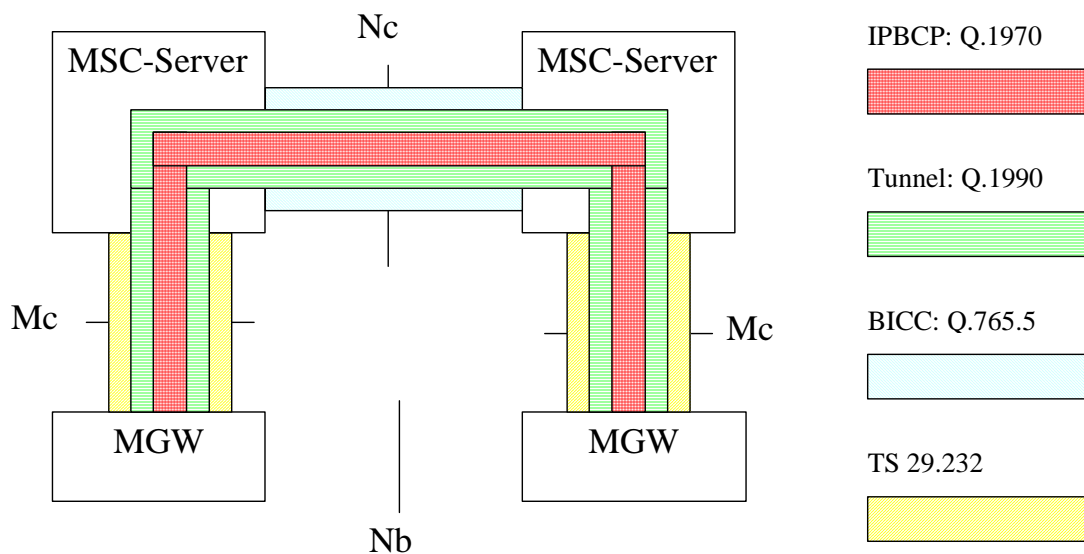 Nc
MSC-Server
MSC-Server
Mc
Mc
MGW
MGW
Nb
IPBCP: Q.1970
Tunnel: Q.1990
BICC: Q.765.5
TS 29.232